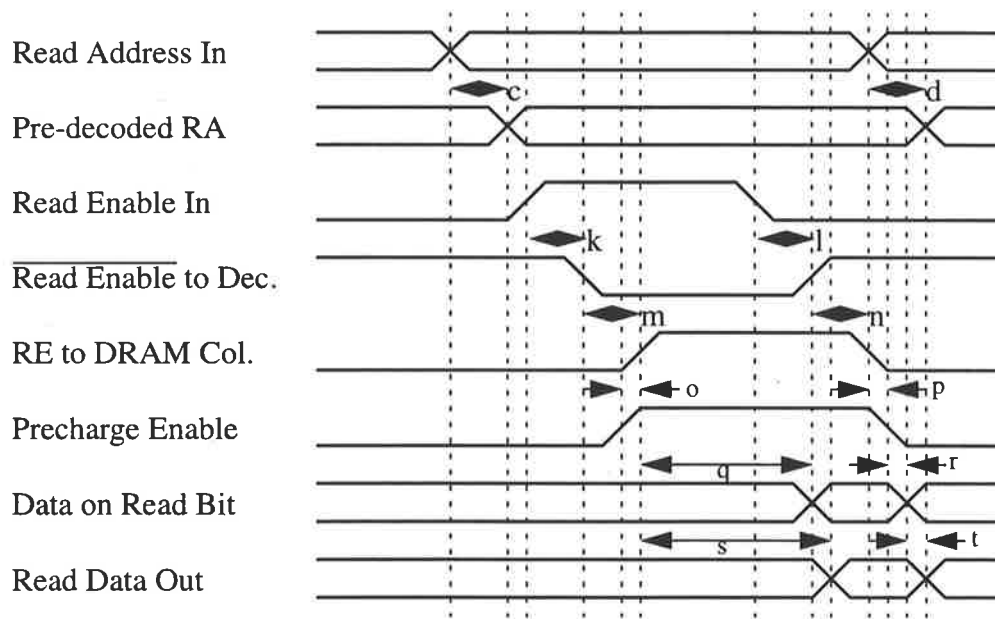 Read Address In
c d
Pre-decoded RA
Read Enable In
k l
Read Enable to Dec.
m n
RE to DRAM Col.
o p
Precharge Enable
q r
Data on Read Bit
s t
Read Data Out